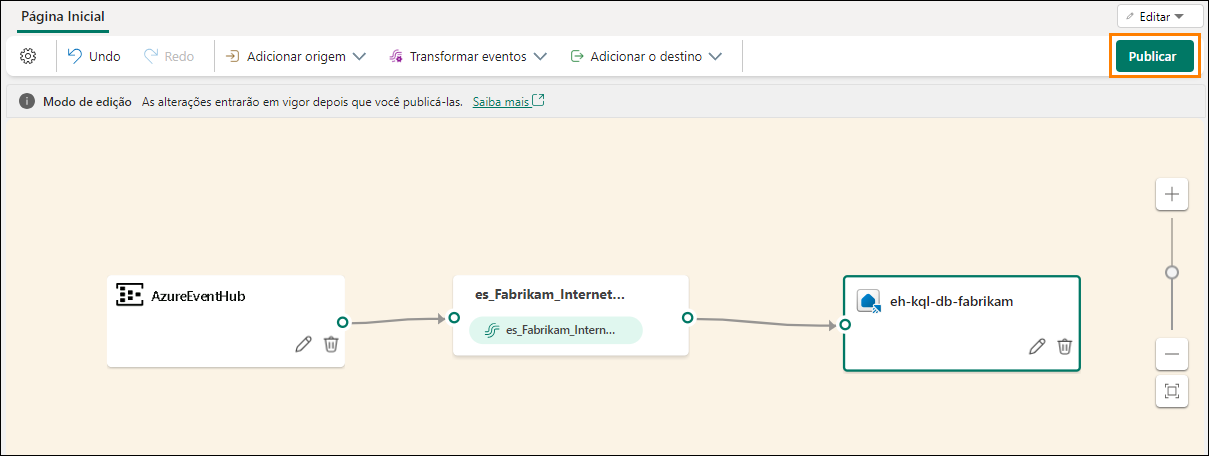 Página Inicial
Editar
Undo Redo Adicionar origem Transformar eventos Adicionar o destino Publicar
Modo de edição As alterações entrarão em vigor depois que você publicá-las. Saiba mais
AzureEventHub
es_Fabrikam_Internet...
es_Fabrikam_Intern...
eh-kql-db-fabrikam